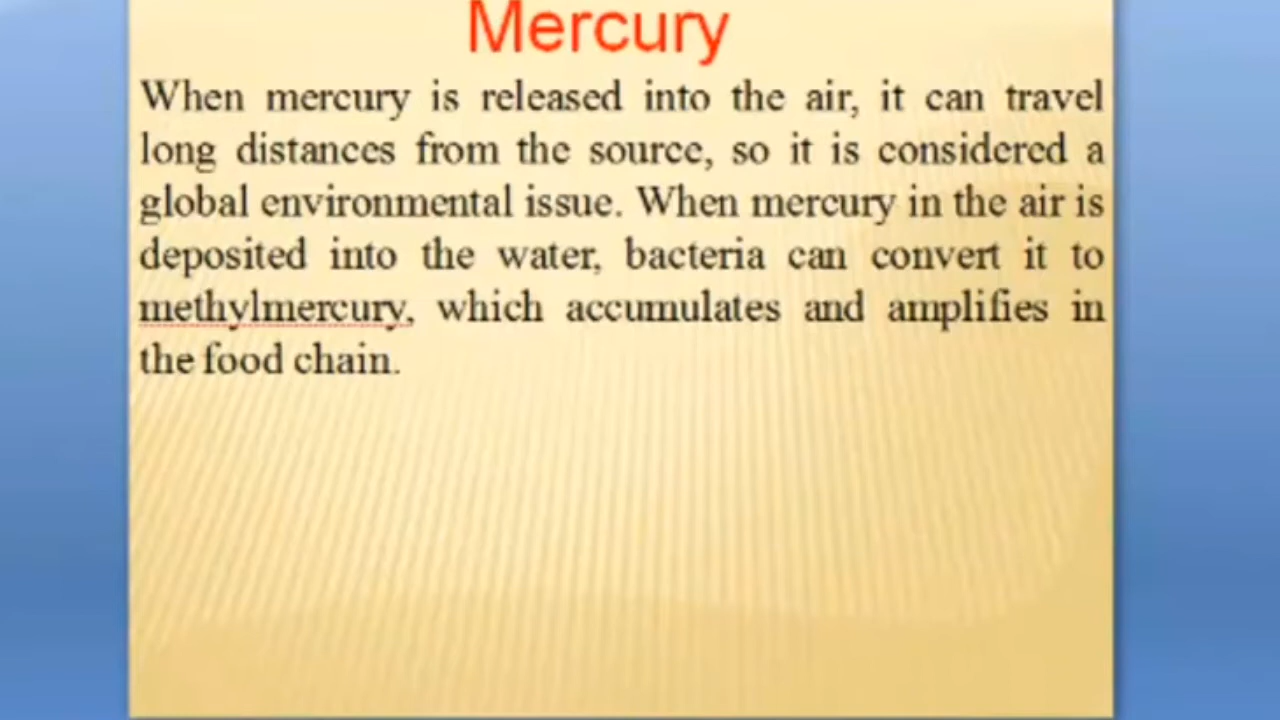 Mercury
When mercury is released into the air, it can travel
long distances from the source, so it is considered a
global environmental issue. When mercury in the air is
deposited into the water, bacteria can convert it to
methylmercury, which accumulates and amplifies in
the food chain.